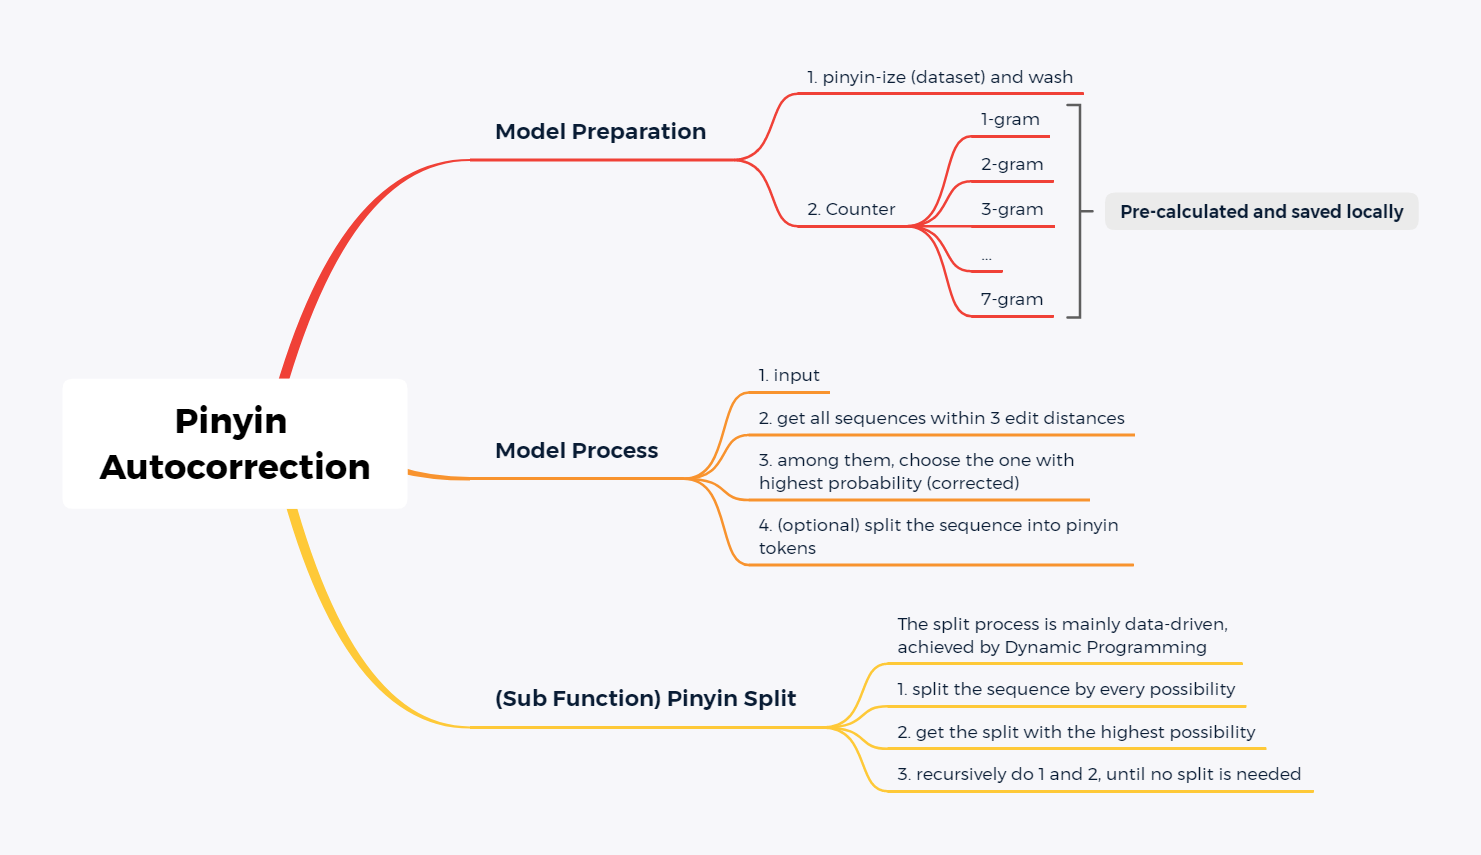 Pinyin
Autocorrection
Model Preparation
1. pinyin-ize (dataset) and wash
2. Counter
1-gram
2-gram
3-gram
...
7-gram
Pre-calculated and saved locally
Model Process
1. input
2. get all sequences within 3 edit distances
3. among them, choose the one with
highest probability (corrected)
4. (optional) split the sequence into pinyin
tokens
(Sub Function) Pinyin Split
The split process is mainly data-driven,
achieved by Dynamic Programming
1. split the sequence by every possibility
2. get the split with the highest possibility
3. recursively do 1 and 2, until no split is needed